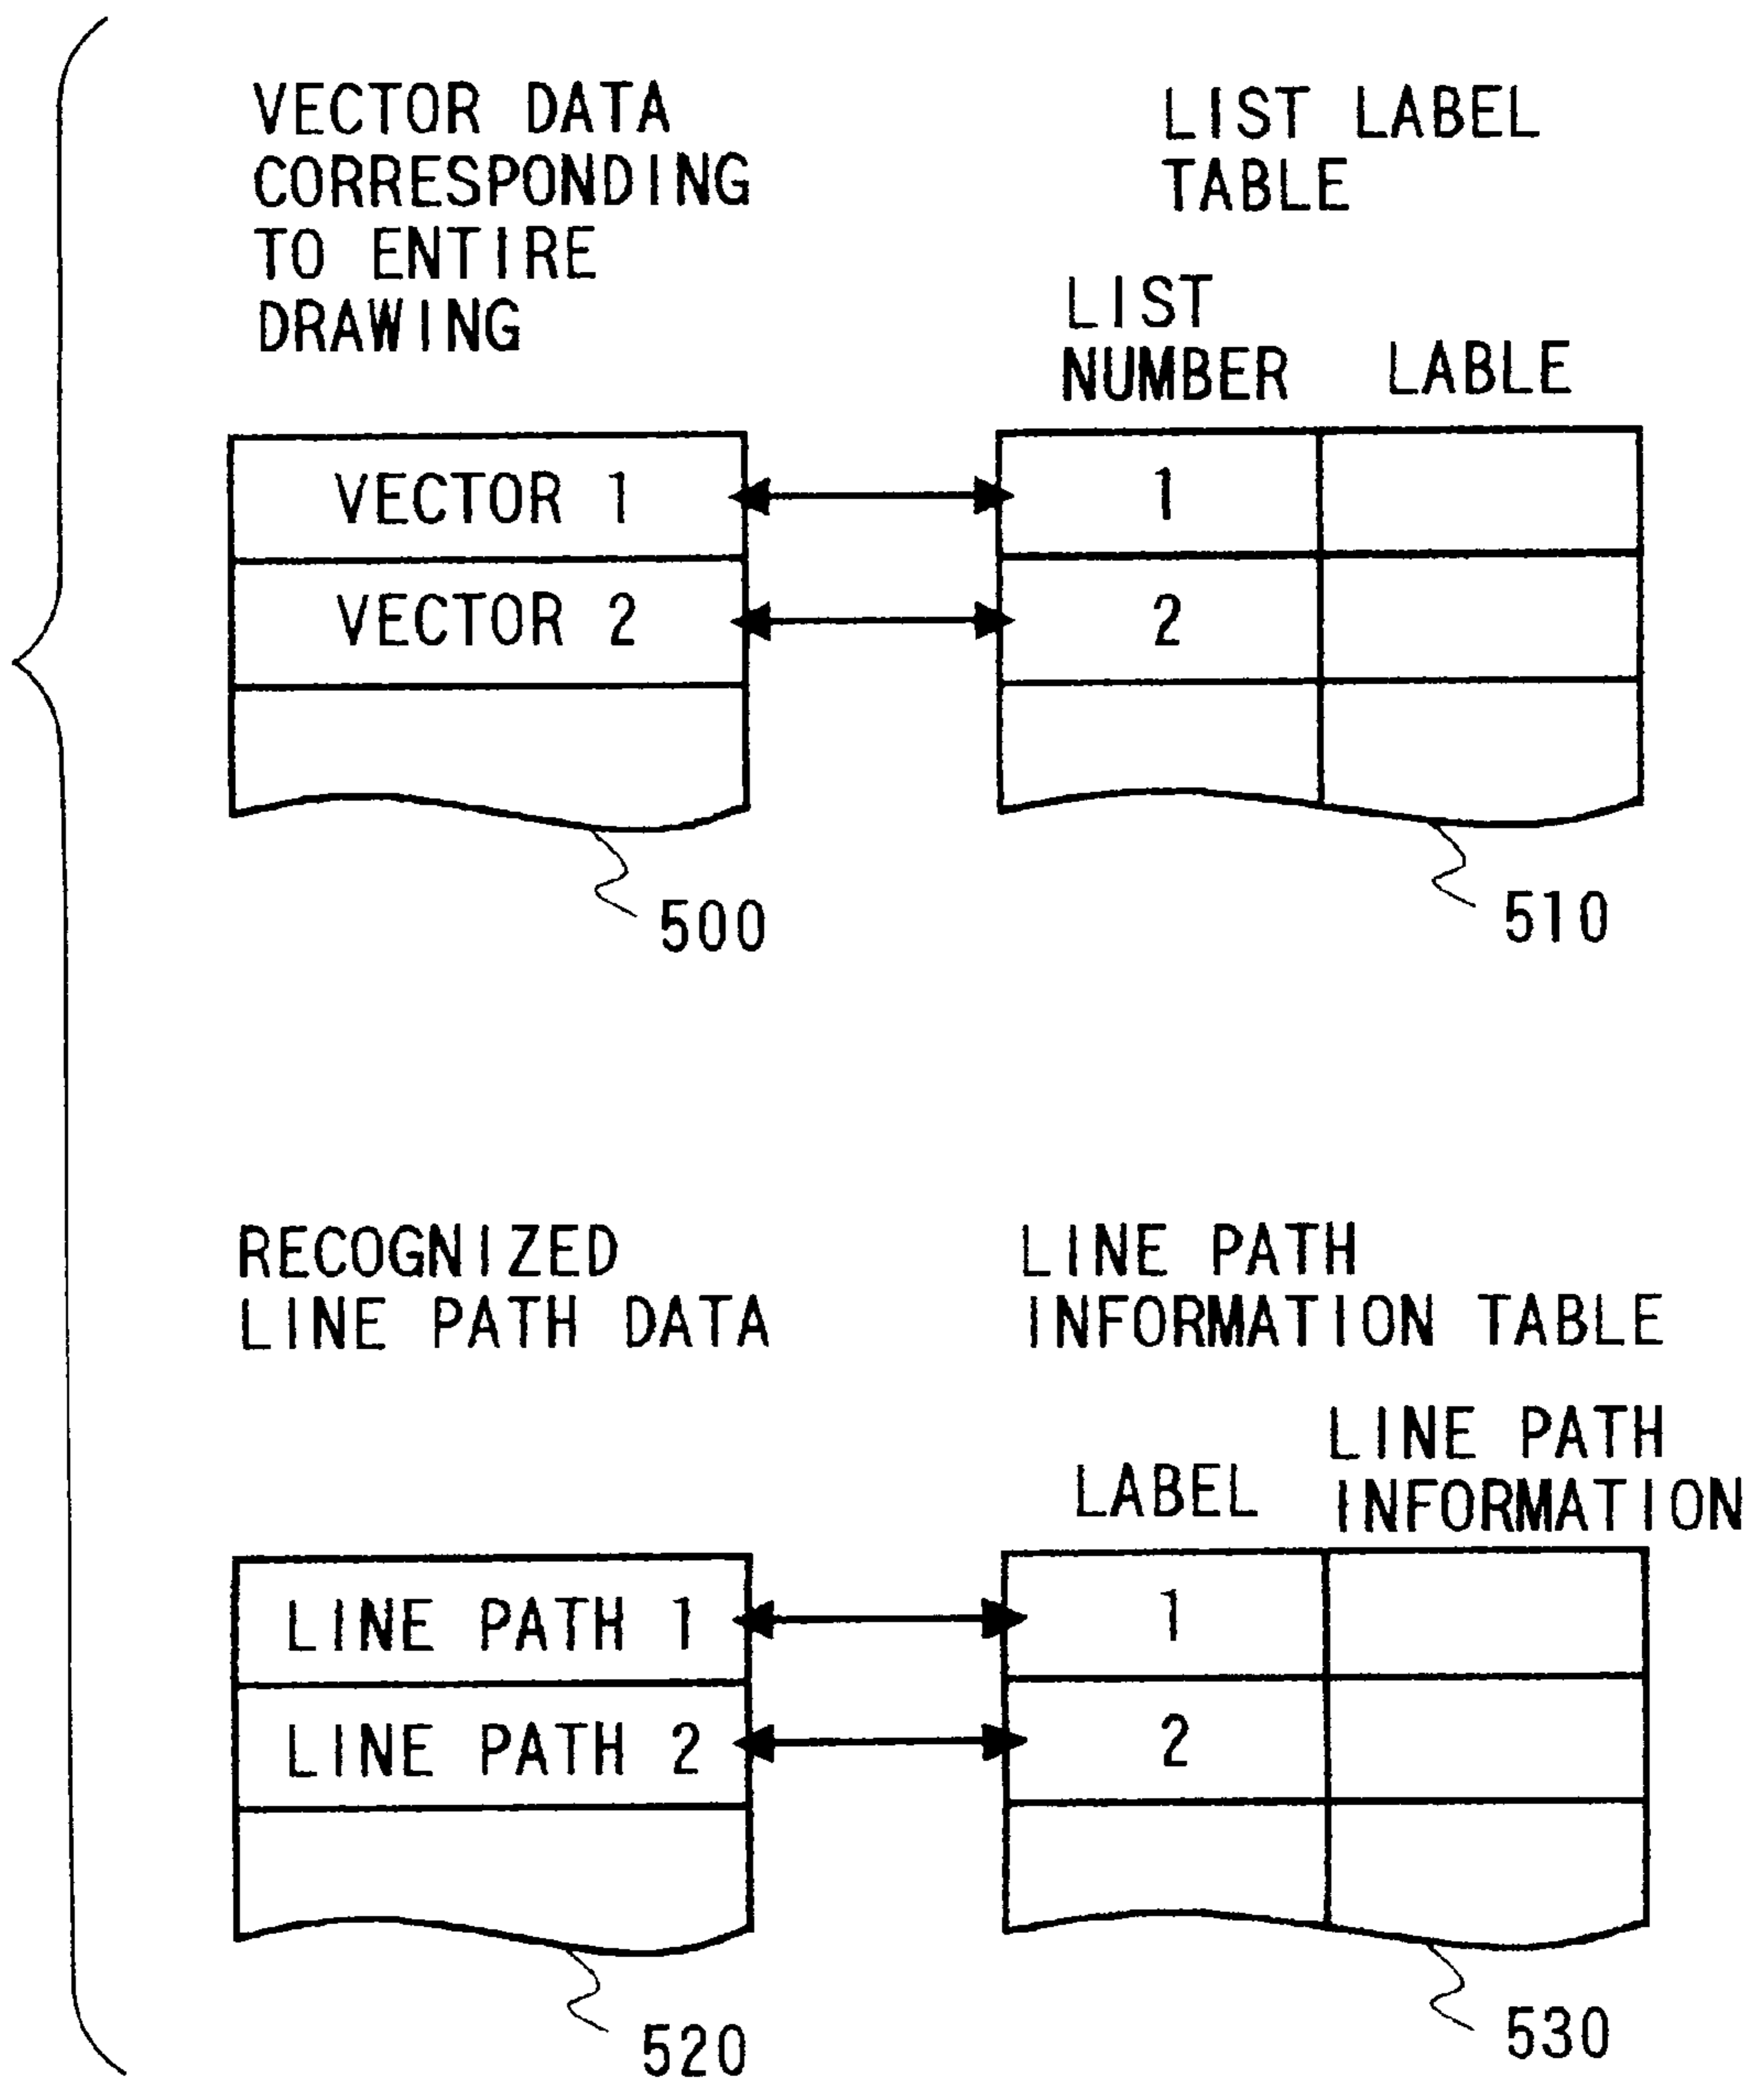 VECTOR DATA
CORRESPONDING
TO ENTIRE
DRAWING
LIST LABEL
TABLE
LIST
NUMBER
LABLE
VECTOR 1
1
VECTOR 2
2
500
510
RECOGNIZED
LINE PATH DATA
LINE PATH
INFORMATION TABLE
LABEL
LINE PATH
INFORMATION
LINE PATH 1
1
LINE PATH 2
2
520
530